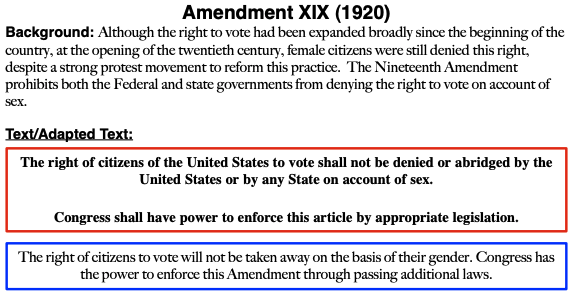 Amendment XIX (1920)
Background: Although the right to vote had been expanded broadly since the beginning of the
country, at the opening of the twentieth century, female citizens were still denied this right,
despite a strong protest movement to reform this practice.  The Nineteenth Amendment
prohibits both the Federal and state governments from denying the right to vote on account of
sex.
Text/Adapted Text:
The right of citizens of the United States to vote shall not be denied or abridged by the
United States or by any State on account of sex.
Congress shall have power to enforce this article by appropriate legislation.
The right of citizens to vote will not be taken away on the basis of their gender. Congress has
the power to enforce this Amendment through passing additional laws.